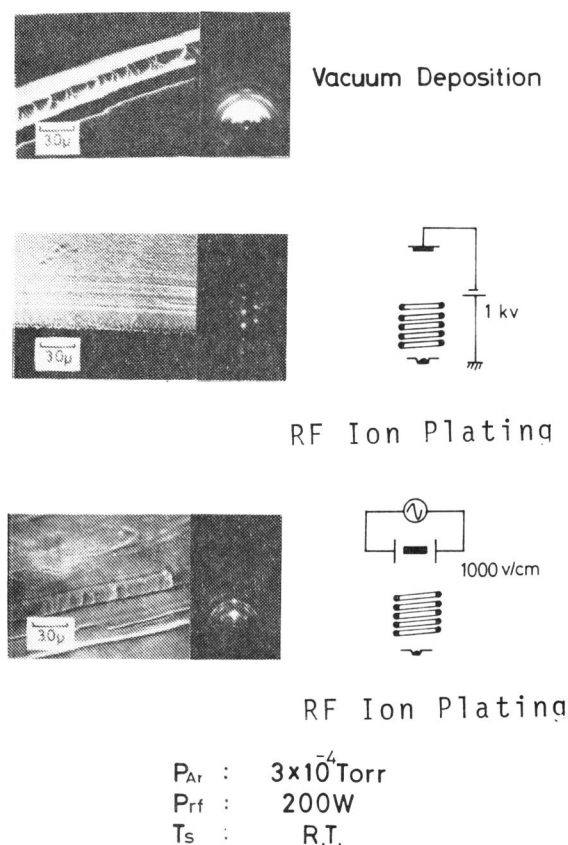 Vacuum Deposition
3.0μ
1 kv
3.0μ
RF Ion Plating
1000 v/cm
3.0μ
RF Ion Plating
PAr : 3×10⁻⁴Torr
Prf : 200W
Ts : R.T.